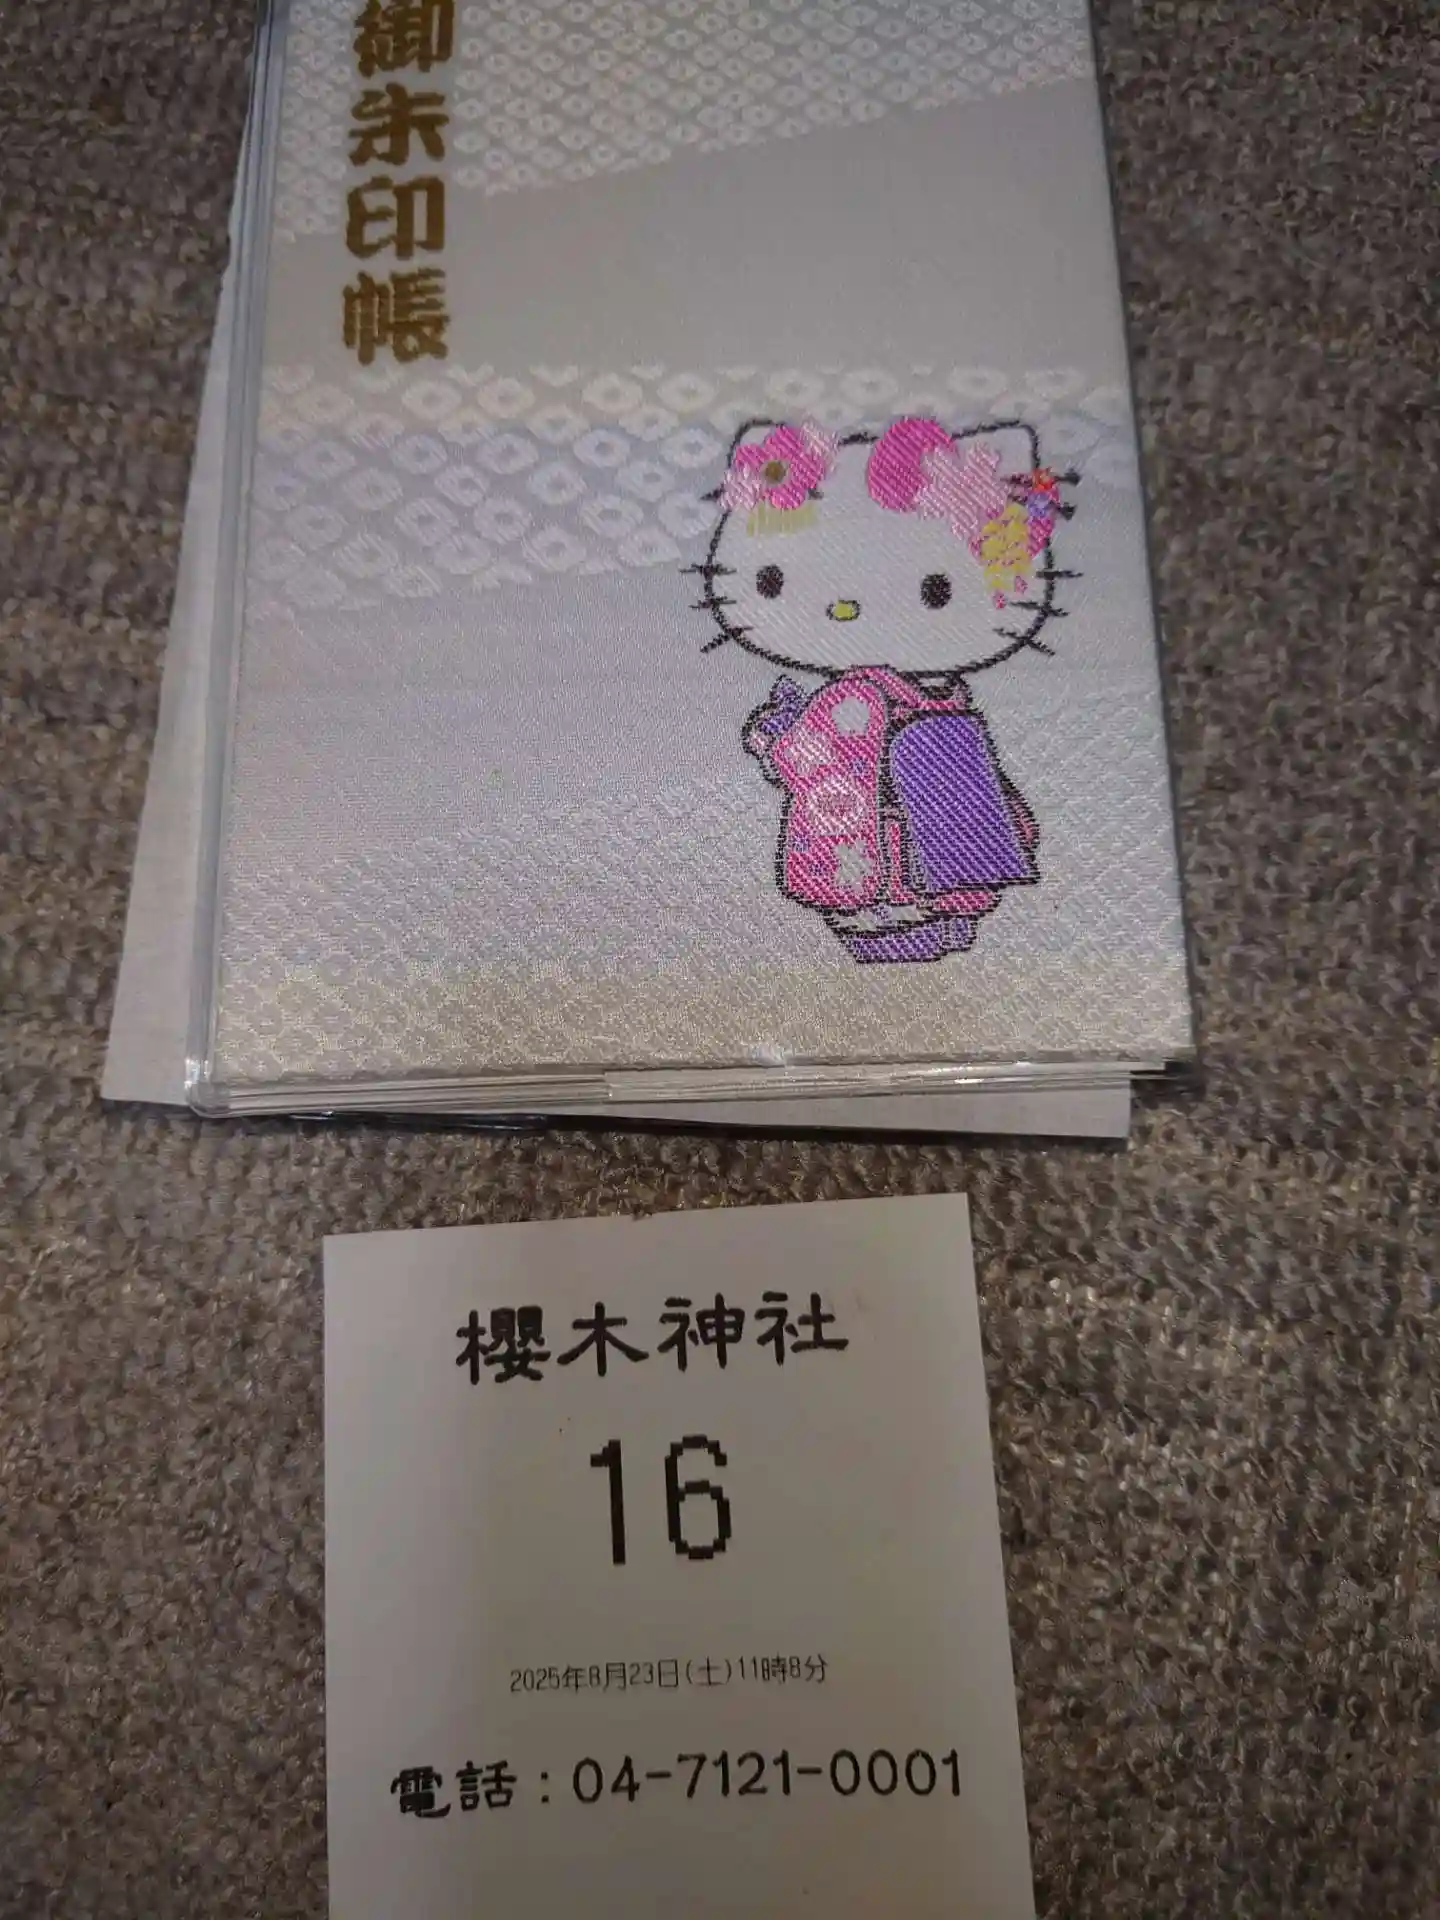 御朱印帳
櫻木神社
16
2025年8月23日(土)11時8分
電話：04-7121-0001